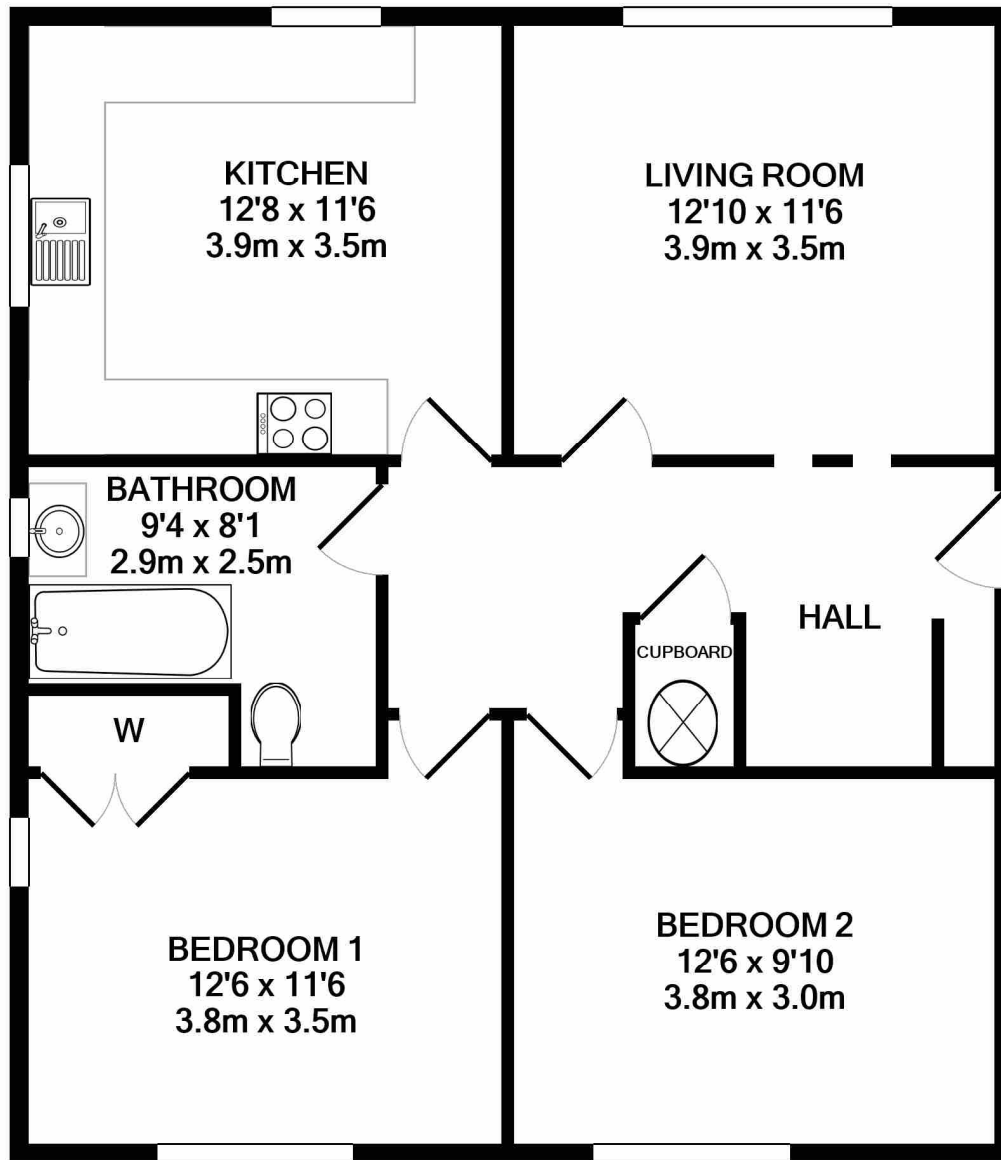 KITCHEN
12'8 x 11'6
3.9m x 3.5m
LIVING ROOM
12'10 x 11'6
3.9m x 3.5m
BATHROOM
9'4 x 8'1
2.9m x 2.5m
HALL
CUPBOARD
W
BEDROOM 1
12'6 x 11'6
3.8m x 3.5m
BEDROOM 2
12'6 x 9'10
3.8m x 3.0m